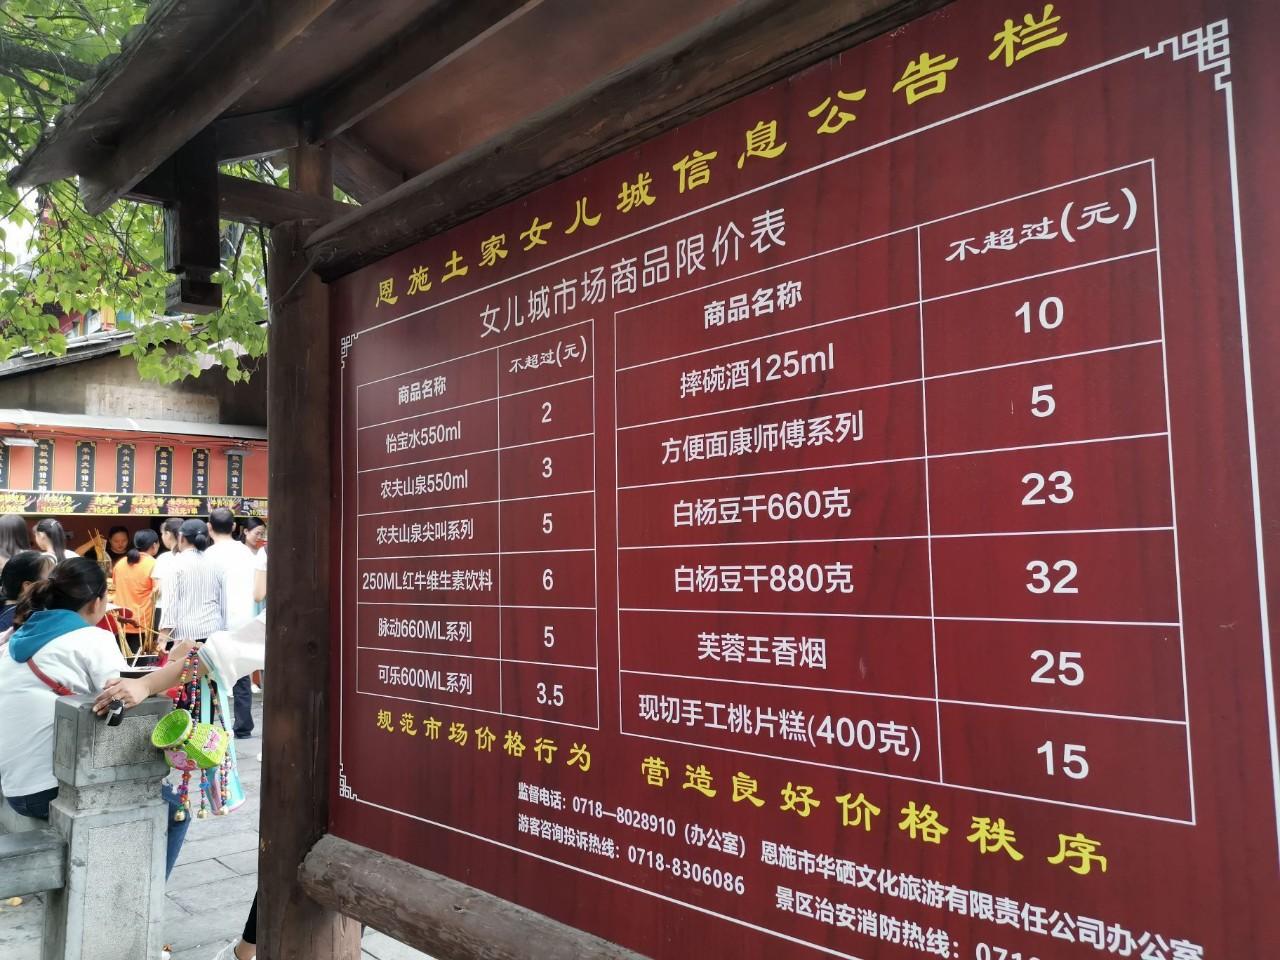 恩施土家女儿城信息公告栏
女儿城市场商品限价表
商品名称 不超过(元)
怡宝水550ml 2
农夫山泉550ml 3
农夫山泉尖叫系列 5
250ML红牛维生素饮料 6
脉动660ML系列 5
可乐600ML系列 3.5
商品名称 不超过(元)
摔碗酒125ml 10
方便面康师傅系列 5
白杨豆干660克 23
白杨豆干880克 32
芙蓉王香烟 25
现切手工桃片糕(400克) 15
规范市场价格行为 营造良好价格秩序
监督电话：0718—8028910（办公室）恩施市华硒文化旅游有限责任公司办公室
游客咨询投诉热线：0718-8306086 景区治安消防热线：071